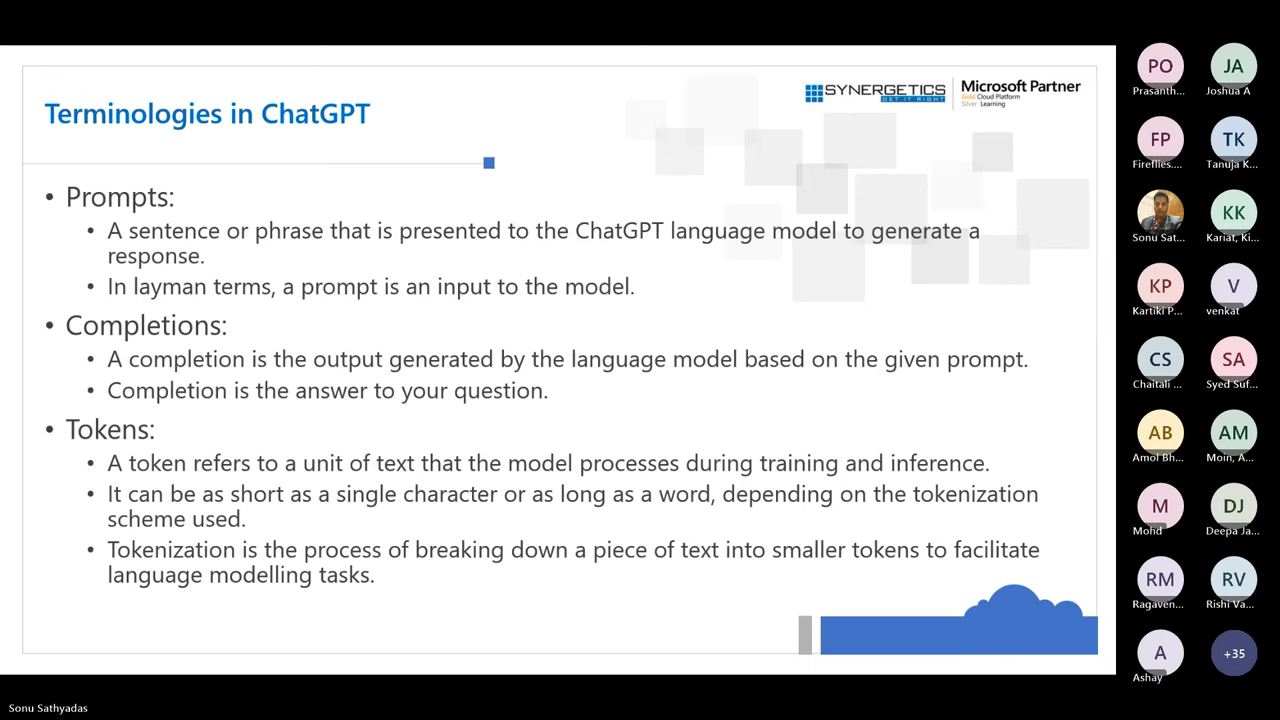 Terminologies in ChatGPT
SYNERGETICS
GET IT RIGHT
Microsoft Partner
Gold Cloud Platform
Silver Learning
• Prompts:
• A sentence or phrase that is presented to the ChatGPT language model to generate a
response.
• In layman terms, a prompt is an input to the model.
• Completions:
• A completion is the output generated by the language model based on the given prompt.
• Completion is the answer to your question.
• Tokens:
• A token refers to a unit of text that the model processes during training and inference.
• It can be as short as a single character or as long as a word, depending on the tokenization
scheme used.
• Tokenization is the process of breaking down a piece of text into smaller tokens to facilitate
language modelling tasks.
PO
JA
Prasanth...
Joshua A
FP
TK
Fireflies....
Tanuja K...
KK
Sonu Sat...
Kariat, Ki...
KP
V
Kartiki P...
venkat
CS
SA
Chaitali ...
Syed Suf...
AB
AM
Amol Bh...
Moin, A...
M
DJ
Mohd
Deepa Ja...
RM
RV
Ragaven...
Rishi Va...
A
+35
Ashay
Sonu Sathyadas